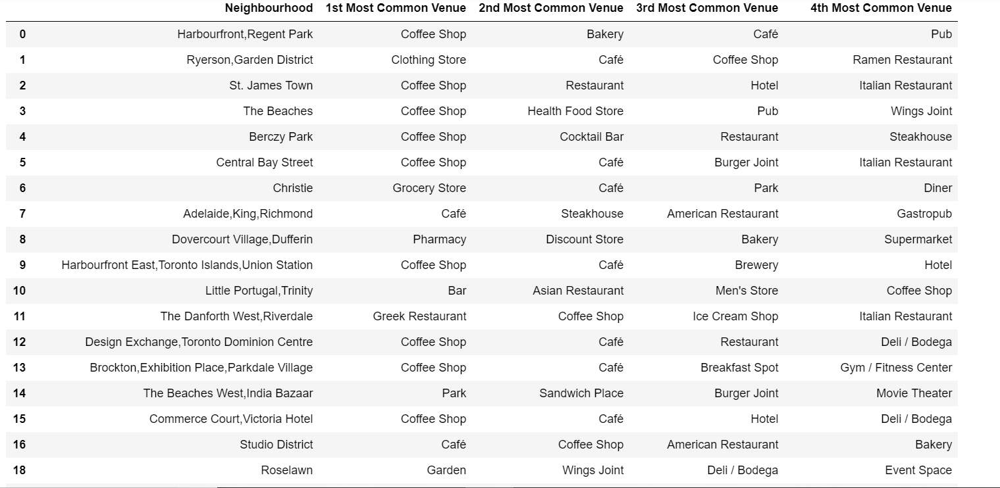 Neighbourhood 1st Most Common Venue 2nd Most Common Venue 3rd Most Common Venue 4th Most Common Venue
0 Harbourfront,Regent Park Coffee Shop Bakery Café Pub
1 Ryerson,Garden District Clothing Store Café Coffee Shop Ramen Restaurant
2 St. James Town Coffee Shop Restaurant Hotel Italian Restaurant
3 The Beaches Coffee Shop Health Food Store Pub Wings Joint
4 Berczy Park Coffee Shop Cocktail Bar Restaurant Steakhouse
5 Central Bay Street Coffee Shop Café Burger Joint Italian Restaurant
6 Christie Grocery Store Café Park Diner
7 Adelaide,King,Richmond Café Steakhouse American Restaurant Gastropub
8 Dovercourt Village,Dufferin Pharmacy Discount Store Bakery Supermarket
9 Harbourfront East,Toronto Islands,Union Station Coffee Shop Café Brewery Hotel
10 Little Portugal,Trinity Bar Asian Restaurant Men's Store Coffee Shop
11 The Danforth West,Riverdale Greek Restaurant Coffee Shop Ice Cream Shop Italian Restaurant
12 Design Exchange,Toronto Dominion Centre Coffee Shop Café Restaurant Deli / Bodega
13 Brockton,Exhibition Place,Parkdale Village Coffee Shop Café Breakfast Spot Gym / Fitness Center
14 The Beaches West,India Bazaar Park Sandwich Place Burger Joint Movie Theater
15 Commerce Court,Victoria Hotel Coffee Shop Café Hotel Deli / Bodega
16 Studio District Café Coffee Shop American Restaurant Bakery
18 Roselawn Garden Wings Joint Deli / Bodega Event Space